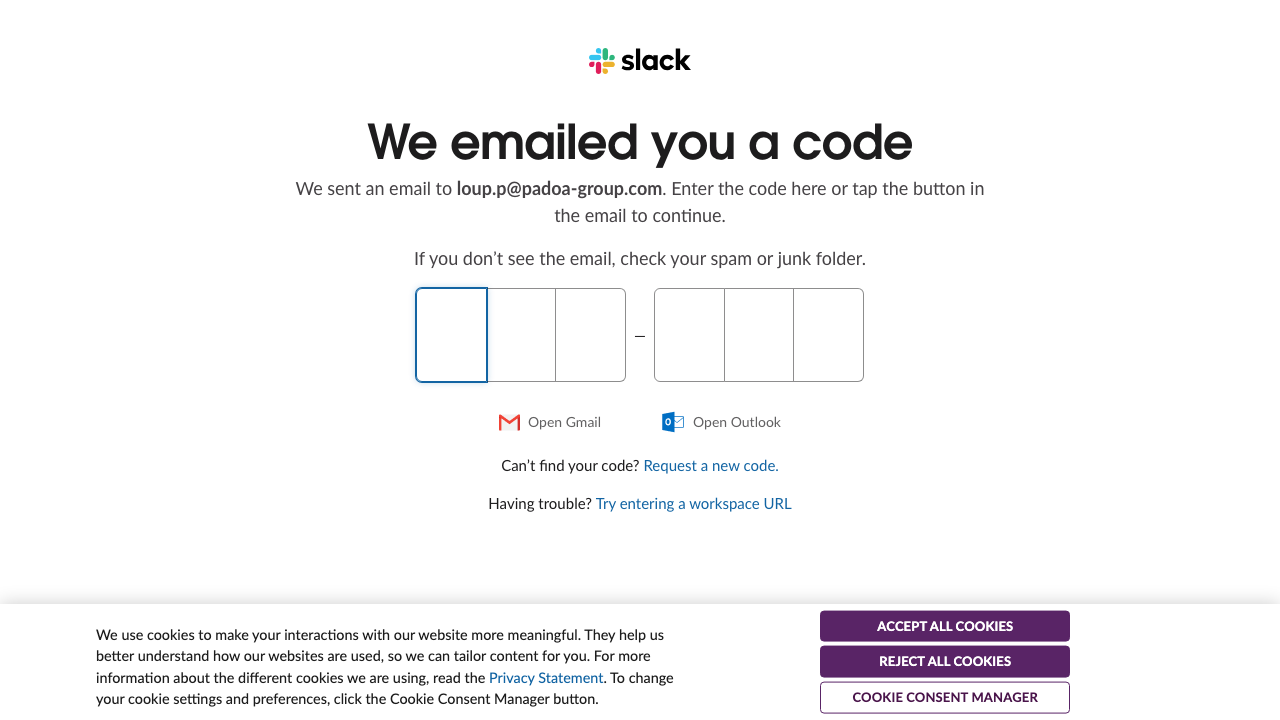 slack
We emailed you a code
We sent an email to loup.p@padoa-group.com. Enter the code here or tap the button in
the email to continue.
If you don’t see the email, check your spam or junk folder.
–
Open Gmail
Open Outlook
Can’t find your code? Request a new code.
Having trouble? Try entering a workspace URL
We use cookies to make your interactions with our website more meaningful. They help us
better understand how our websites are used, so we can tailor content for you. For more
information about the different cookies we are using, read the Privacy Statement. To change
your cookie settings and preferences, click the Cookie Consent Manager button.
ACCEPT ALL COOKIES
REJECT ALL COOKIES
COOKIE CONSENT MANAGER